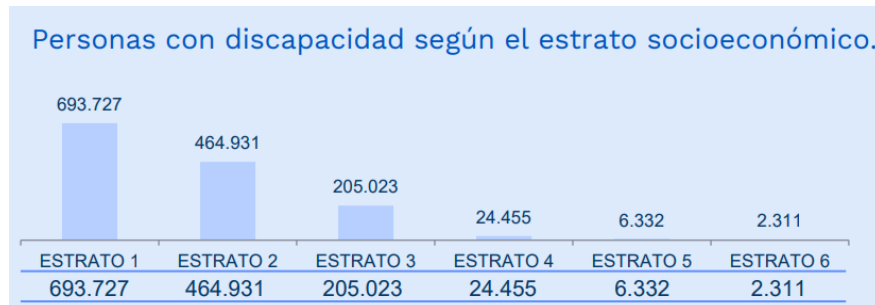 Personas con discapacidad según el estrato socioeconómico.
693.727
464.931
205.023
24.455
6.332
2.311
ESTRATO 1 ESTRATO 2 ESTRATO 3 ESTRATO 4 ESTRATO 5 ESTRATO 6
693.727 464.931 205.023 24.455 6.332 2.311